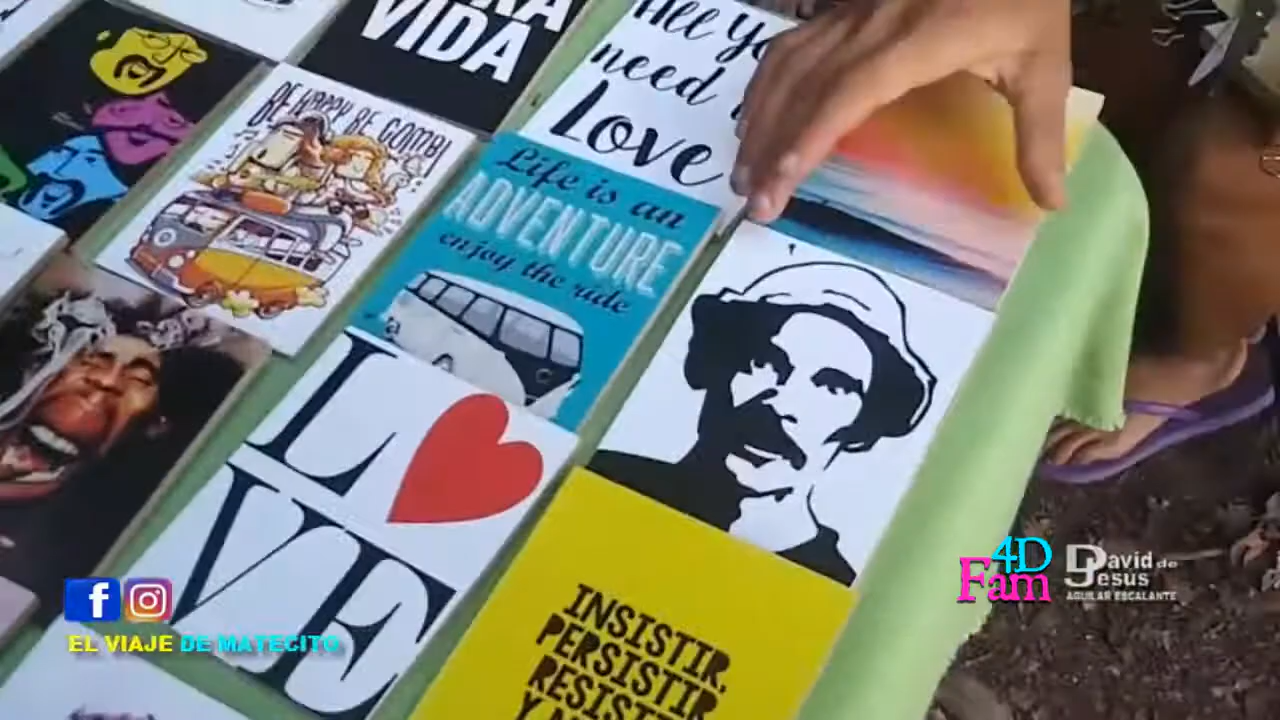 VIDA
BE HAPPY BE COMBI
need
Love
Life is an
ADVENTURE
enjoy the ride
L
VE
INSISTIR,
PERSISTIR,
4D
Fam
David de
Jesus
AGUILAR ESCALANTE
f
EL VIAJE DE MATECITO